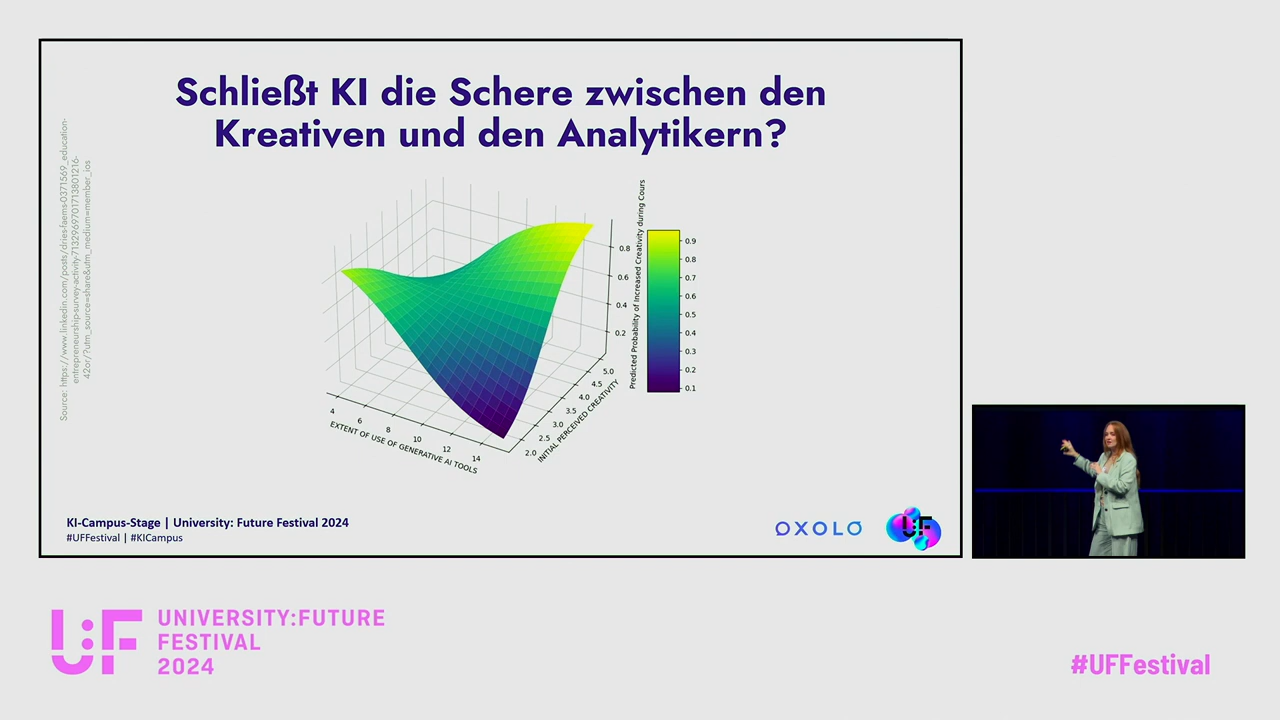 Schließt KI die Schere zwischen den
Kreativen und den Analytikern?
Source: https://www.linkedin.com/posts/dries-faems-0371569_education-
entrepreneurship-survey-activity-7132969701713801216-
42or/?utm_source=share&utm_medium=member_ios
Predicted Probability of Increased Creativity during Cours
0.8
0.6
0.4
0.2
0.9
0.8
0.7
0.6
0.5
0.4
0.3
0.2
0.1
4
6
8
10
12
14
EXTENT OF USE OF GENERATIVE AI TOOLS
2.0
2.5
3.0
3.5
4.0
4.5
5.0
INITIAL PERCEIVED CREATIVITY
KI-Campus-Stage | University: Future Festival 2024
#UFFestival | #KICampus
OXOLO
U:F
U:F
UNIVERSITY:FUTURE
FESTIVAL
2024
#UFFestival